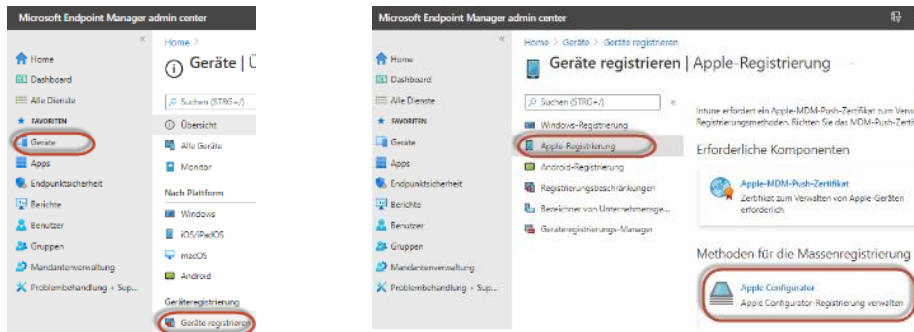 Microsoft Endpoint Manager admin center
«
Home >
Geräte | Ü
Home
Dashboard
Alle Dienste
FAVORITEN
Geräte
Apps
Endpunktsicherheit
Berichte
Benutzer
Gruppen
Mandantenverwaltung
Problembehandlung + Sup...
Suchen (STRG+/)
Übersicht
Alle Geräte
Monitor
Nach Plattform
Windows
iOS/iPadOS
macOS
Android
Geräteregistrierung
Geräte registrieren
Microsoft Endpoint Manager admin center
«
Home > Geräte > Geräte registrieren
Geräte registrieren | Apple-Registrierung ...
Home
Dashboard
Alle Dienste
FAVORITEN
Geräte
Apps
Endpunktsicherheit
Berichte
Benutzer
Gruppen
Mandantenverwaltung
Problembehandlung + Sup...
Suchen (STRG+/)
«
Windows-Registrierung
Apple-Registrierung
Android-Registrierung
Registrierungsbeschränkungen
Bezeichner von Unternehmensge...
Geräteregistrierungs-Manager
Intune erfordert ein Apple-MDM-Push-Zertifikat zum Verw
Registrierungsmethoden. Richten Sie das MDM-Push-Zertif
Erforderliche Komponenten
Apple-MDM-Push-Zertifikat
Zertifikat zum Verwalten von Apple-Geräten
erforderlich
Methoden für die Massenregistrierung
Apple Configurator
Apple Configurator-Registrierung verwalten